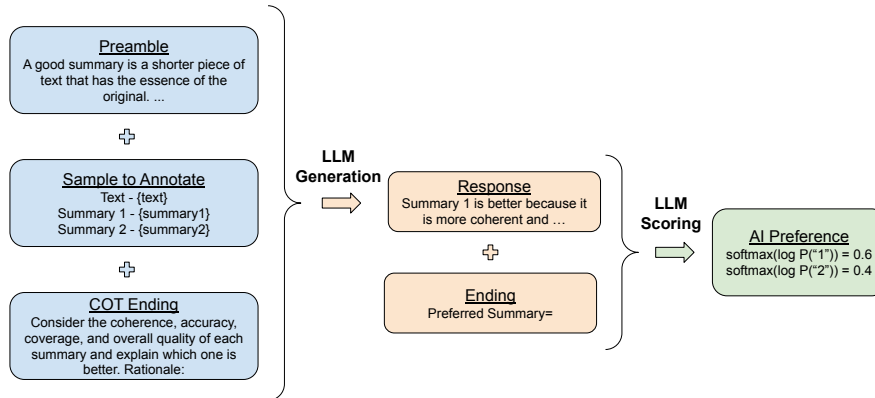 Preamble
A good summary is a shorter piece of
text that has the essence of the
original. ...
Sample to Annotate
Text - {text}
Summary 1 - {summary1}
Summary 2 - {summary2}
COT Ending
Consider the coherence, accuracy,
coverage, and overall quality of each
summary and explain which one is
better. Rationale:
LLM
Generation
Response
Summary 1 is better because it
is more coherent and ...
Ending
Preferred Summary=
LLM
Scoring
AI Preference
softmax(log P("1")) = 0.6
softmax(log P("2")) = 0.4